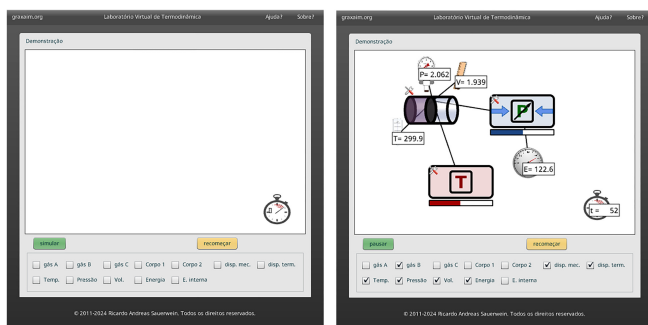 graxaim.org Laboratório Virtual de Termodinâmica Ajuda? Sobre?
Demonstração
simular recomeçar
gás A gás B gás C Corpo 1 Corpo 2 disp. mec. disp. term.
Temp. Pressão Vol. Energia E. interna
© 2011-2024 Ricardo Andreas Sauerwein. Todos os direitos reservados.
graxaim.org Laboratório Virtual de Termodinâmica Ajuda? Sobre?
Demonstração
P= 2.062
V= 1.939
P
T= 299.9
E= 122.6
T
t = 52
pausar recomeçar
gás A gás B gás C Corpo 1 Corpo 2 disp. mec. disp. term.
Temp. Pressão Vol. Energia E. interna
© 2011-2024 Ricardo Andreas Sauerwein. Todos os direitos reservados.